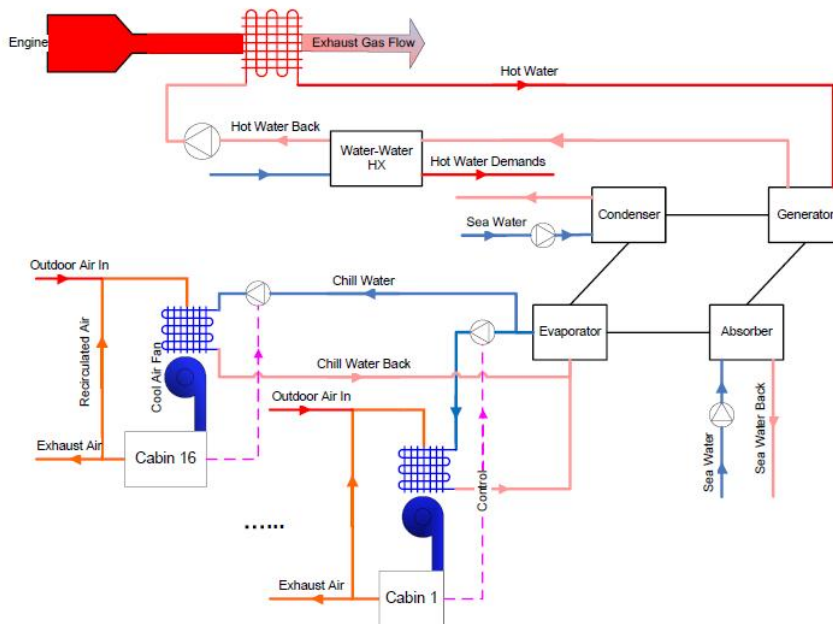 Engine
Exhaust Gas Flow
Hot Water
Hot Water Back
Water-Water
HX
Hot Water Demands
Condenser
Generator
Sea Water
Outdoor Air In
Chill Water
Evaporator
Absorber
Recirculated Air
Cool Air Fan
Chill Water Back
Outdoor Air In
Exhaust Air
Cabin 16
Control
Sea Water
Sea Water Back
......
Exhaust Air
Cabin 1